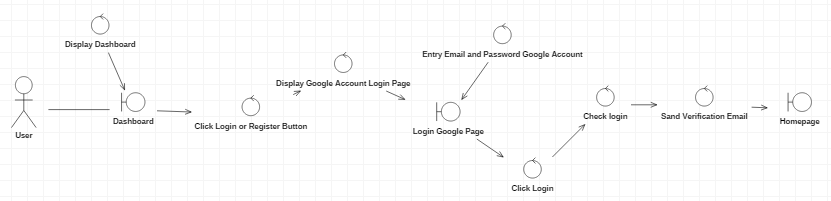 Display Dashboard
Entry Email and Password Google Account
Display Google Account Login Page
User
Dashboard
Click Login or Register Button
Login Google Page
Check login
Sand Verification Email
Homepage
Click Login